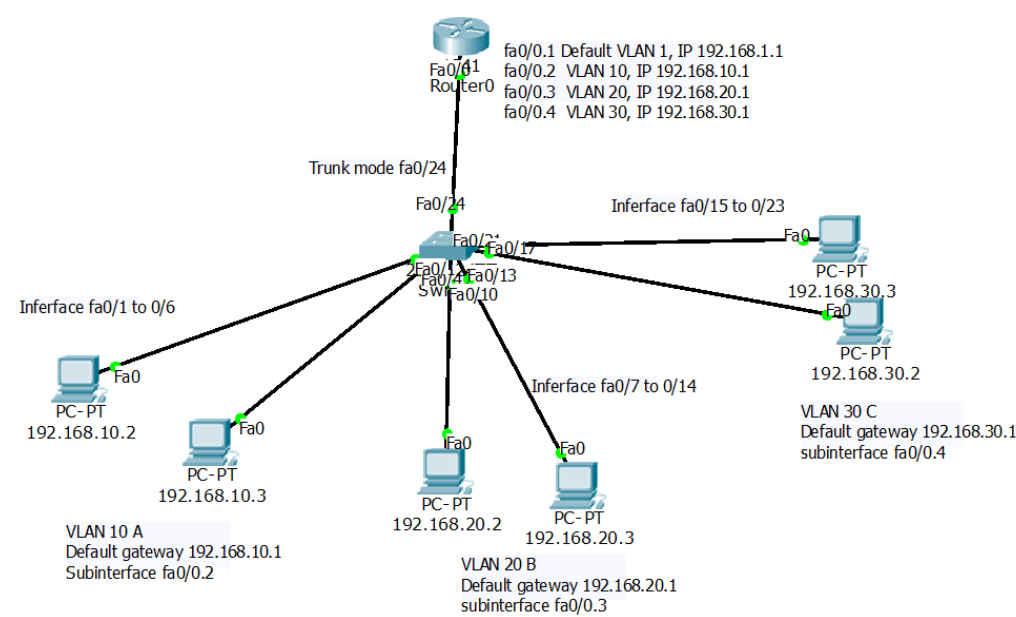 fa0/0.1 Default VLAN 1, IP 192.168.1.1
Fa0/0
41
fa0/0.2 VLAN 10, IP 192.168.10.1
Router0
fa0/0.3 VLAN 20, IP 192.168.20.1
fa0/0.4 VLAN 30, IP 192.168.30.1
Trunk mode fa0/24
Fa0/24
Inferface fa0/15 to 0/23
Fa0/21
Fa0/17
Fa0
Fa0/1
Fa0/4
Fa0/13
Fa0/10
PC-PT
192.168.30.3
Inferface fa0/1 to 0/6
Fa0
PC-PT
192.168.30.2
Fa0
PC-PT
192.168.10.2
Inferface fa0/7 to 0/14
VLAN 30 C
Default gateway 192.168.30.1
subinterface fa0/0.4
Fa0
PC-PT
192.168.10.3
Fa0
PC-PT
192.168.20.2
Fa0
PC-PT
192.168.20.3
VLAN 10 A
Default gateway 192.168.10.1
Subinterface fa0/0.2
VLAN 20 B
Default gateway 192.168.20.1
subinterface fa0/0.3